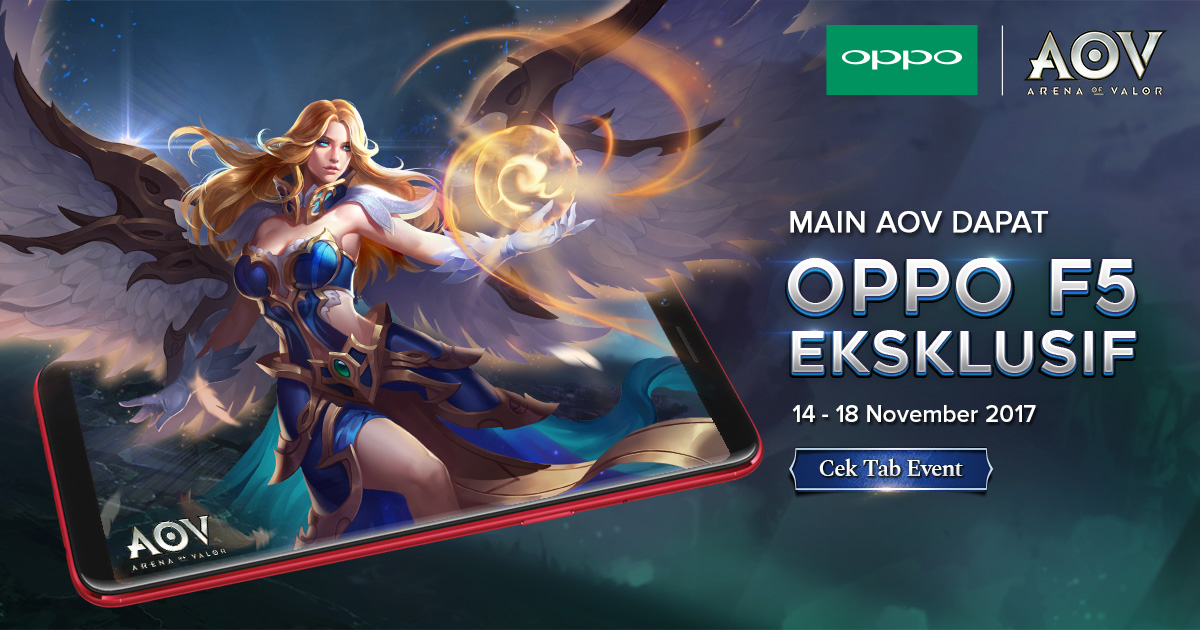 oppo
AOV
ARENA OF VALOR
MAIN AOV DAPAT
OPPO F5
EKSKLUSIF
14 - 18 November 2017
Cek Tab Event
AOV
ARENA OF VALOR